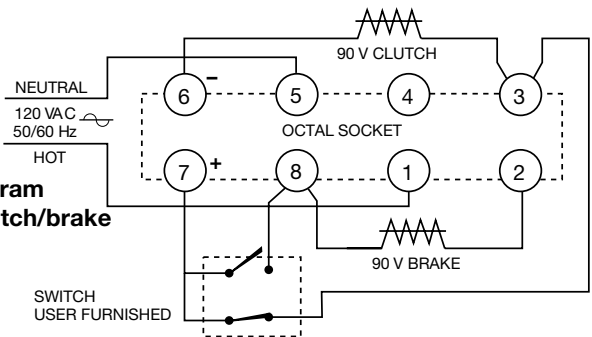 90 V CLUTCH
NEUTRAL
120 VAC
50/60 Hz
HOT
6
−
5
4
3
OCTAL SOCKET
7
+
8
1
2
ram
tch/brake
90 V BRAKE
SWITCH
USER FURNISHED